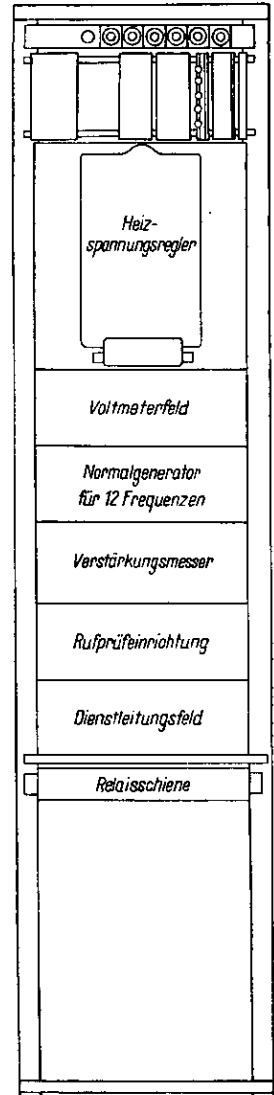 Heiz-
spannungsregler
Voltmeterfeld
Normalgenerator
für 12 Frequenzen
Verstärkungsmesser
Rufprüfeinrichtung
Dienstleitungsfeld
Relaisschiene